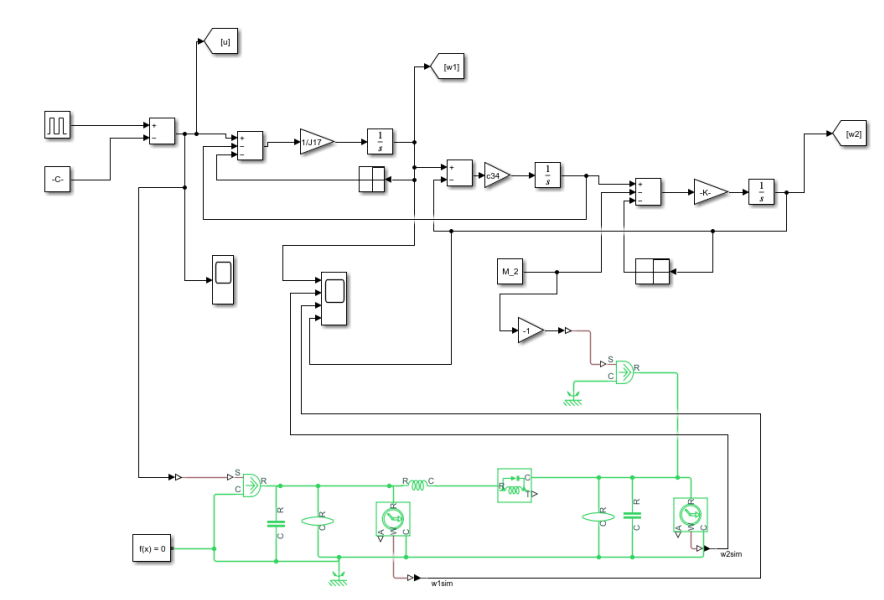 [u]
[w1]
[w2]
+
−
-C-
+
−
−
1/J17
1
s
+
−
c34
1
s
+
−
−
-K-
1
s
M_2
-1
S
C
R
S
C
R
R
C
R
C
R
C
R
A
W
C
R
C
T
R
C
R
C
R
A
W
C
f(x) = 0
w1sim
w2sim